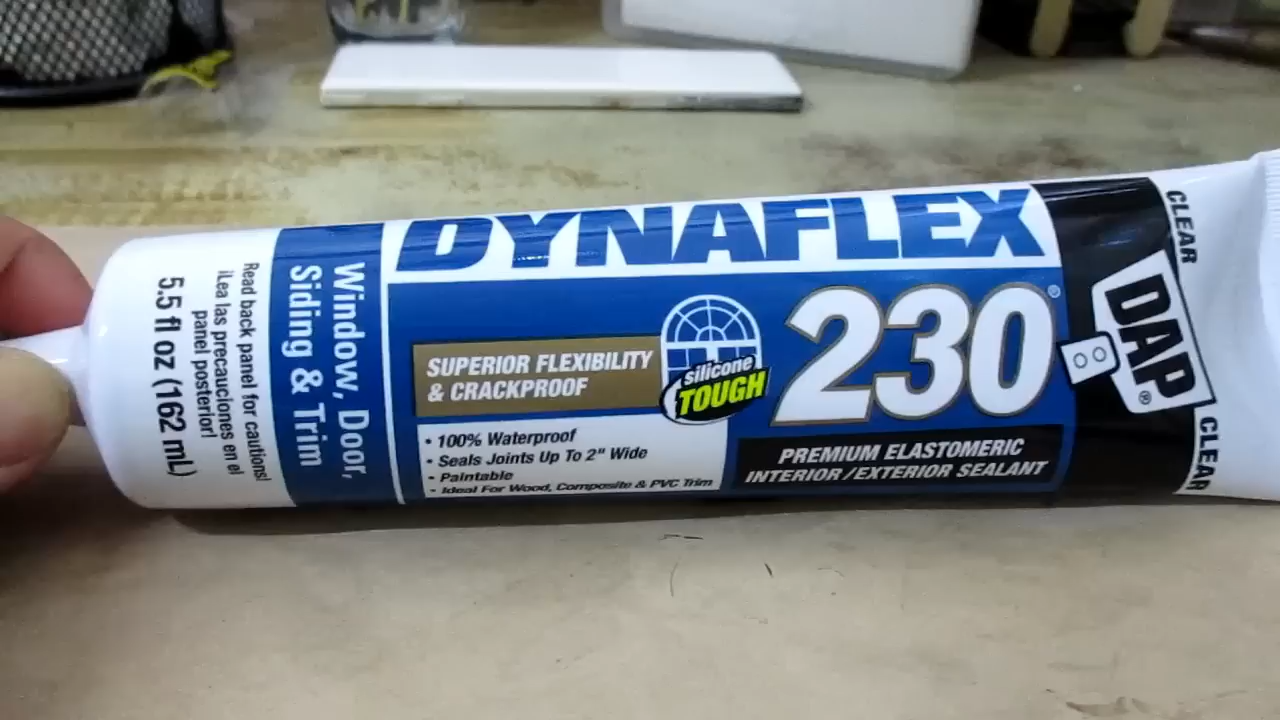 DYNAFLEX
230®
SUPERIOR FLEXIBILITY
& CRACKPROOF
silicone
TOUGH
• 100% Waterproof
• Seals Joints Up To 2" Wide
• Paintable
• Ideal For Wood, Composite & PVC Trim
PREMIUM ELASTOMERIC
INTERIOR/EXTERIOR SEALANT
Window, Door,
Siding & Trim
Read back panel for cautions!
¡Lea las precauciones en el
panel posterior!
5.5 fl oz (162 mL)
CLEAR
DAP®
CLEAR